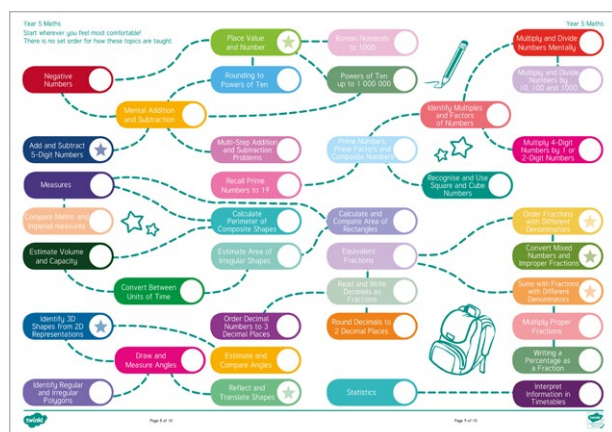 Year 5 Maths
Start wherever you feel most comfortable!
There is no set order for how these topics are taught.
Year 5 Maths
Place Value
and Number
Roman Numerals
to 1000
Multiply and Divide
Numbers Mentally
Negative
Numbers
Rounding to
Powers of Ten
Powers of Ten
up to 1 000 000
Multiply and Divide
Numbers by
10, 100 and 1000
Mental Addition
and Subtraction
Identify Multiples
and Factors
of Numbers
Add and Subtract
5-Digit Numbers
Multi-Step Addition
and Subtraction
Problems
Prime Numbers,
Prime Factors and
Composite Numbers
Multiply 4-Digit
Numbers by 1 or
2-Digit Numbers
Measures
Recall Prime
Numbers to 19
Recognise and Use
Square and Cube
Numbers
Compare Metric and
Imperial measures
Calculate
Perimeter of
Composite Shapes
Calculate and
Compare Area of
Rectangles
Order Fractions
with Different
Denominators
Estimate Volume
and Capacity
Estimate Area of
Irregular Shapes
Equivalent
Fractions
Convert Mixed
Numbers and
Improper Fractions
Convert Between
Units of Time
Read and Write
Decimals as
Fractions
Sums with Fractions
with Different
Denominators
Identify 3D
Shapes from 2D
Representations
Order Decimal
Numbers to 3
Decimal Places
Round Decimals to
2 Decimal Places
Multiply Proper
Fractions
Draw and
Measure Angles
Estimate and
Compare Angles
Writing a
Percentage as
a Fraction
Identify Regular
and Irregular
Polygons
Reflect and
Translate Shapes
Statistics
Interpret
Information in
Timetables
twinkl
Page 8 of 10
Page 9 of 10